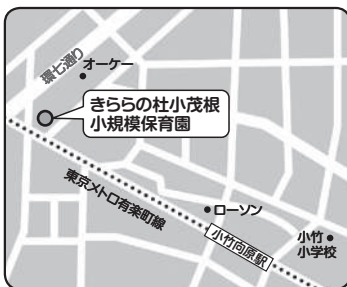 環七通り
オーケー
きららの杜小茂根
小規模保育園
東京メトロ有楽町線
ローソン
小竹向原駅
小竹
小学校